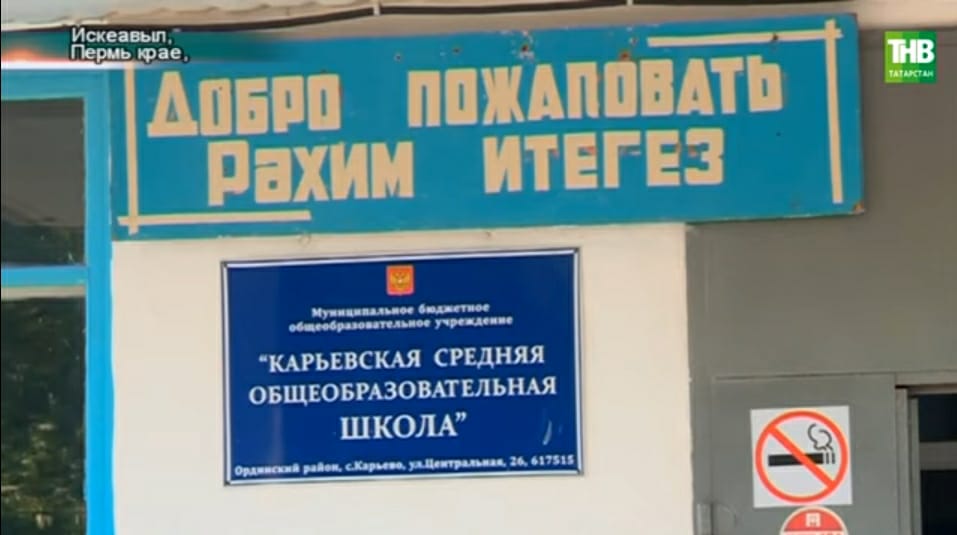 Искеавыл,
Пермь крае,
ТНВ
ТАТАРСТАН
ДОБРО ПОЖАЛОВАТЬ
РӘХИМ ИТЕГЕЗ
Муниципальное бюджетное
общеобразовательное учреждение
"КАРЬЕВСКАЯ СРЕДНЯЯ
ОБЩЕОБРАЗОВАТЕЛЬНАЯ
ШКОЛА"
Ординский район, с.Карьево, ул.Центральная, 26, 617515